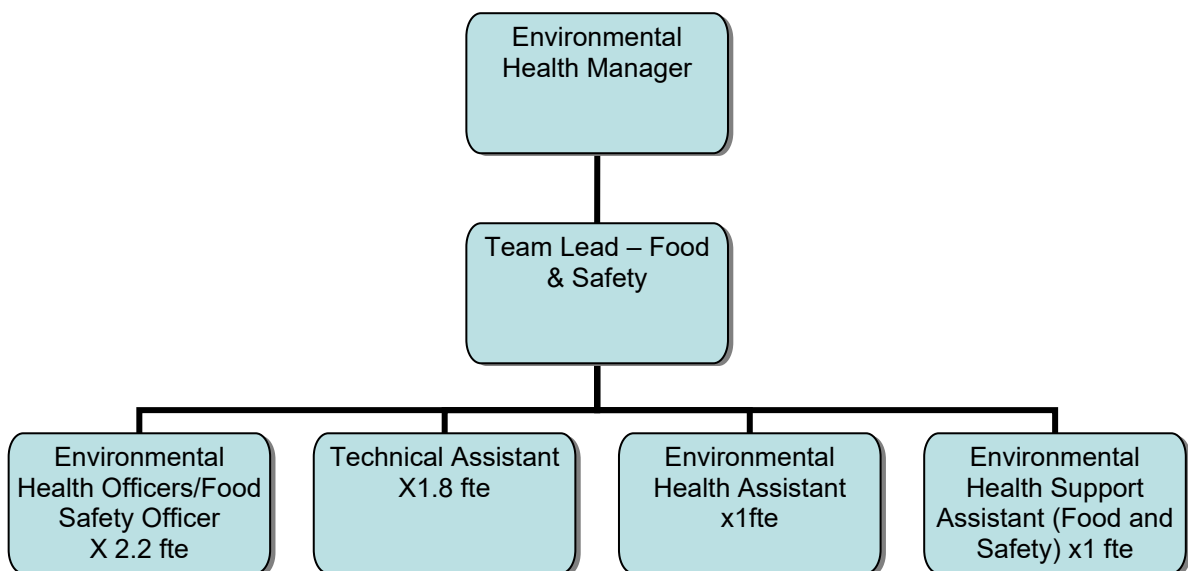 Environmental
Health Manager
Team Lead – Food
& Safety
Environmental
Health Officers/Food
Safety Officer
X 2.2 fte
Technical Assistant
X1.8 fte
Environmental
Health Assistant
x1fte
Environmental
Health Support
Assistant (Food and
Safety) x1 fte